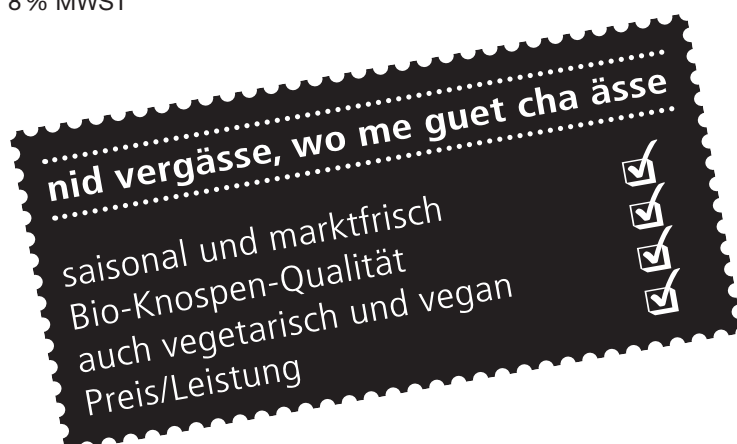 8 % MWST
nid vergässe, wo me guet cha ässe
saisonal und marktfrisch
Bio-Knospen-Qualität
auch vegetarisch und vegan
Preis/Leistung